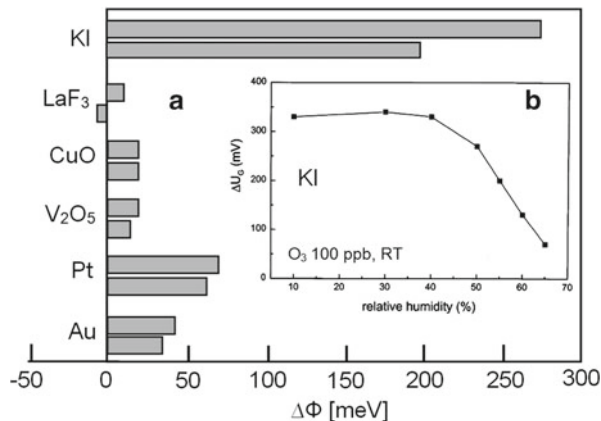 KI
LaF₃
CuO
V₂O₅
Pt
Au
a
-50 0 50 100 150 200 250 300
ΔΦ [meV]
b
400
300
200
100
0
ΔU_G (mV)
KI
O₃ 100 ppb, RT
10 20 30 40 50 60 70
relative humidity (%)